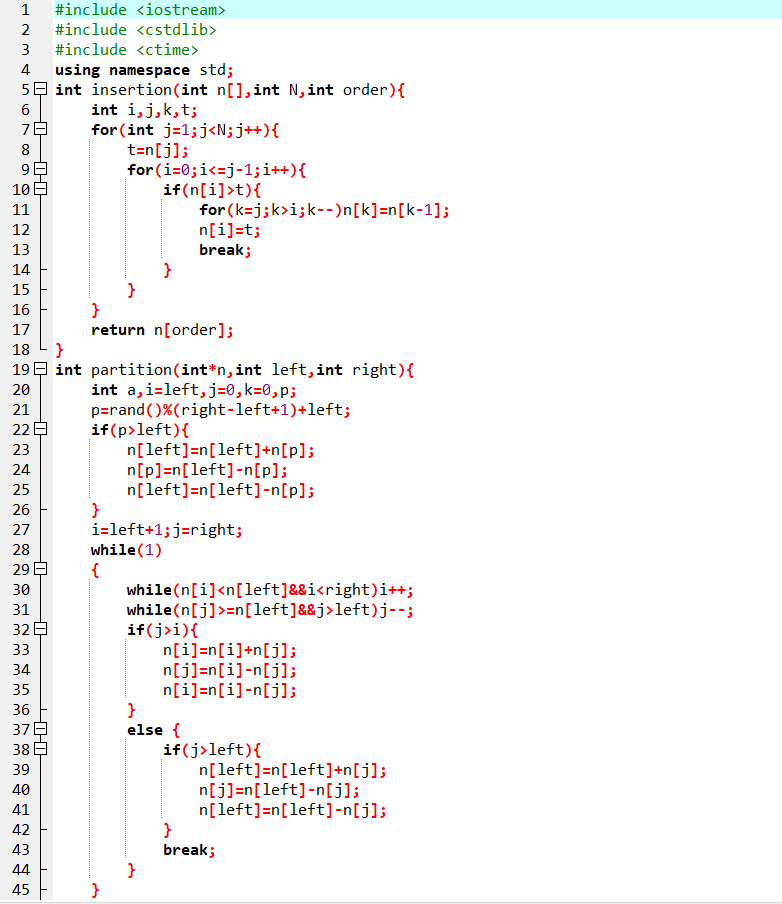 1 #include <iostream>
2 #include <cstdlib>
3 #include <ctime>
4 using namespace std;
5 int insertion(int n[],int N,int order){
6     int i,j,k,t;
7     for(int j=1;j<N;j++){
8         t=n[j];
9         for(i=0;i<=j-1;i++){
10             if(n[i]>t){
11                 for(k=j;k>i;k--)n[k]=n[k-1];
12                 n[i]=t;
13                 break;
14             }
15         }
16     }
17     return n[order];
18 }
19 int partition(int*n,int left,int right){
20     int a,i=left,j=0,k=0,p;
21     p=rand()%(right-left+1)+left;
22     if(p>left){
23         n[left]=n[left]+n[p];
24         n[p]=n[left]-n[p];
25         n[left]=n[left]-n[p];
26     }
27     i=left+1;j=right;
28     while(1)
29     {
30         while(n[i]<n[left]&&i<right)i++;
31         while(n[j]>=n[left]&&j>left)j--;
32         if(j>i){
33             n[i]=n[i]+n[j];
34             n[j]=n[i]-n[j];
35             n[i]=n[i]-n[j];
36         }
37         else {
38             if(j>left){
39                 n[left]=n[left]+n[j];
40                 n[j]=n[left]-n[j];
41                 n[left]=n[left]-n[j];
42             }
43             break;
44         }
45     }